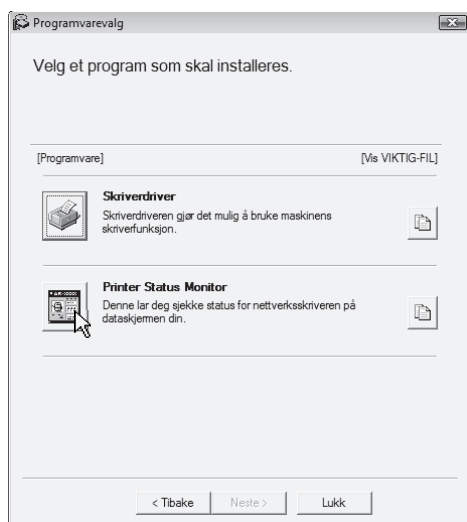 Programvarevalg
Velg et program som skal installeres.
[Programvare] [Vis VIKTIG-FIL]
Skriverdriver
Skriverdriveren gjør det mulig å bruke maskinens
skriverfunksjon.
Printer Status Monitor
Denne lar deg sjekke status for nettverksskriveren på
dataskjermen din.
< Tibake Neste > Lukk